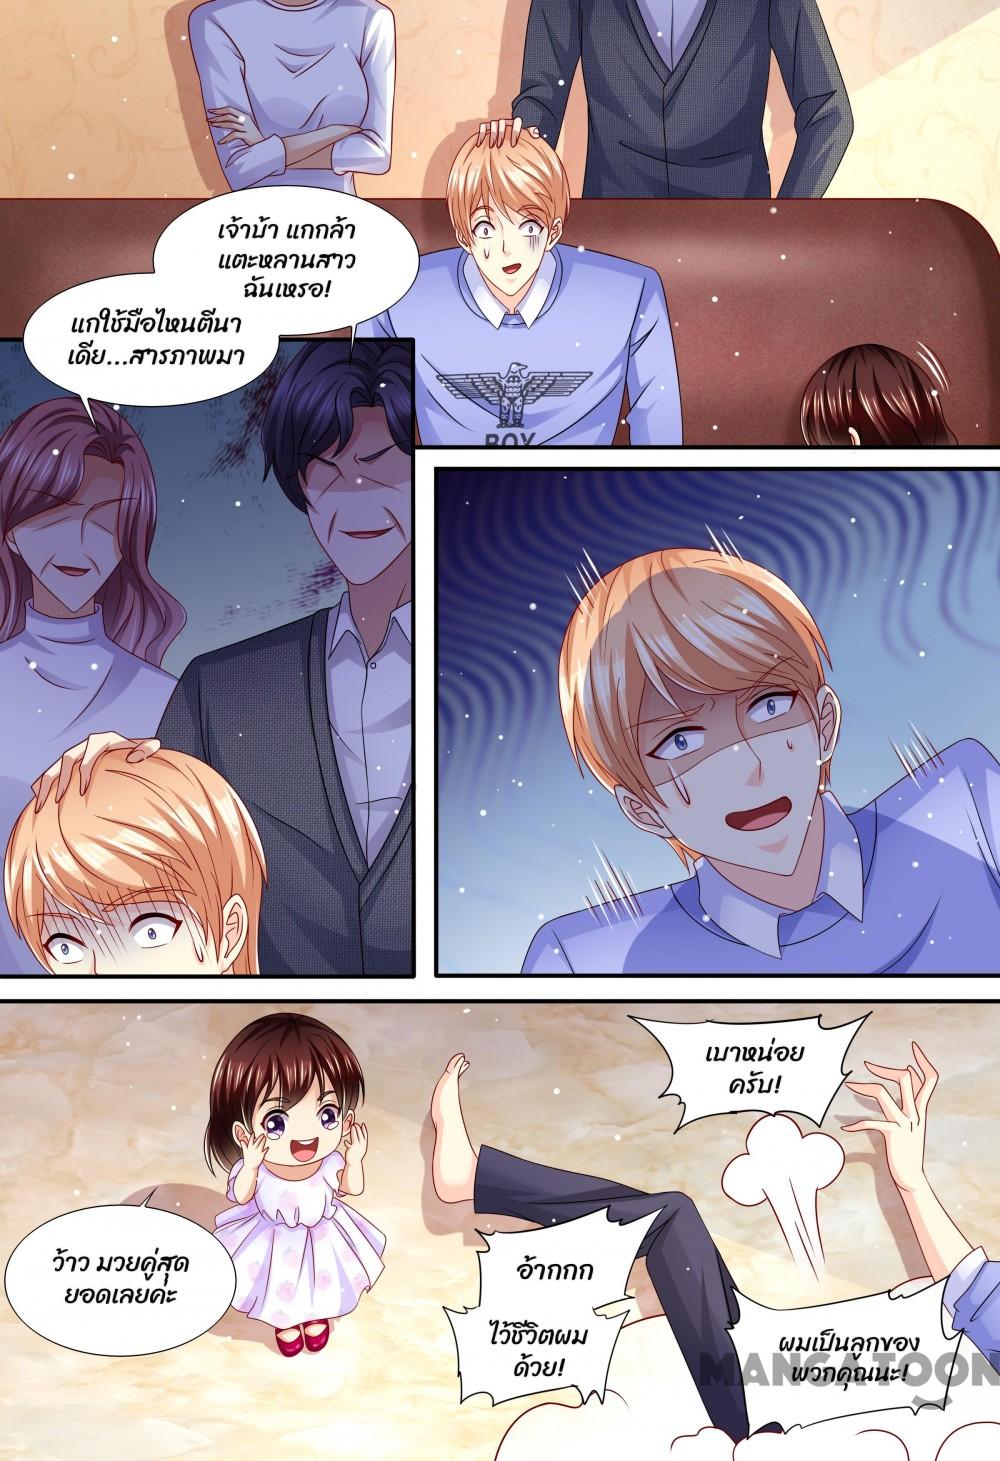 เจ้าบ้า แกกล้า
แตะหลานสาว
ฉันเหรอ!
แกใช้มือไหนตีนา
เดีย...สารภาพมา
BOY
เบาหน่อย
ครับ!
ว้าว มวยคู่สุด
ยอดเลยค่ะ
อ๊ากกก
ไว้ชีวิตผม
ด้วย!
ผมเป็นลูกของ
พวกคุณนะ!
MANGATOON